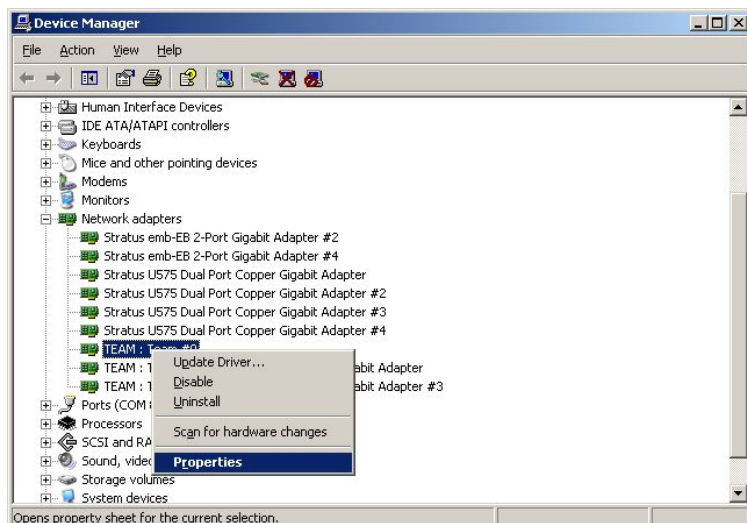 Device Manager
File Action View Help
Human Interface Devices
IDE ATA/ATAPI controllers
Keyboards
Mice and other pointing devices
Modems
Monitors
Network adapters
Stratus emb-EB 2-Port Gigabit Adapter #2
Stratus emb-EB 2-Port Gigabit Adapter #4
Stratus U575 Dual Port Copper Gigabit Adapter
Stratus U575 Dual Port Copper Gigabit Adapter #2
Stratus U575 Dual Port Copper Gigabit Adapter #3
Stratus U575 Dual Port Copper Gigabit Adapter #4
TEAM : Team #0
TEAM : T abit Adapter
TEAM : T abit Adapter #3
Ports (COM
Processors
SCSI and RA
Sound, video
Storage volumes
System devices
Update Driver...
Disable
Uninstall
Scan for hardware changes
Properties
Opens property sheet for the current selection.